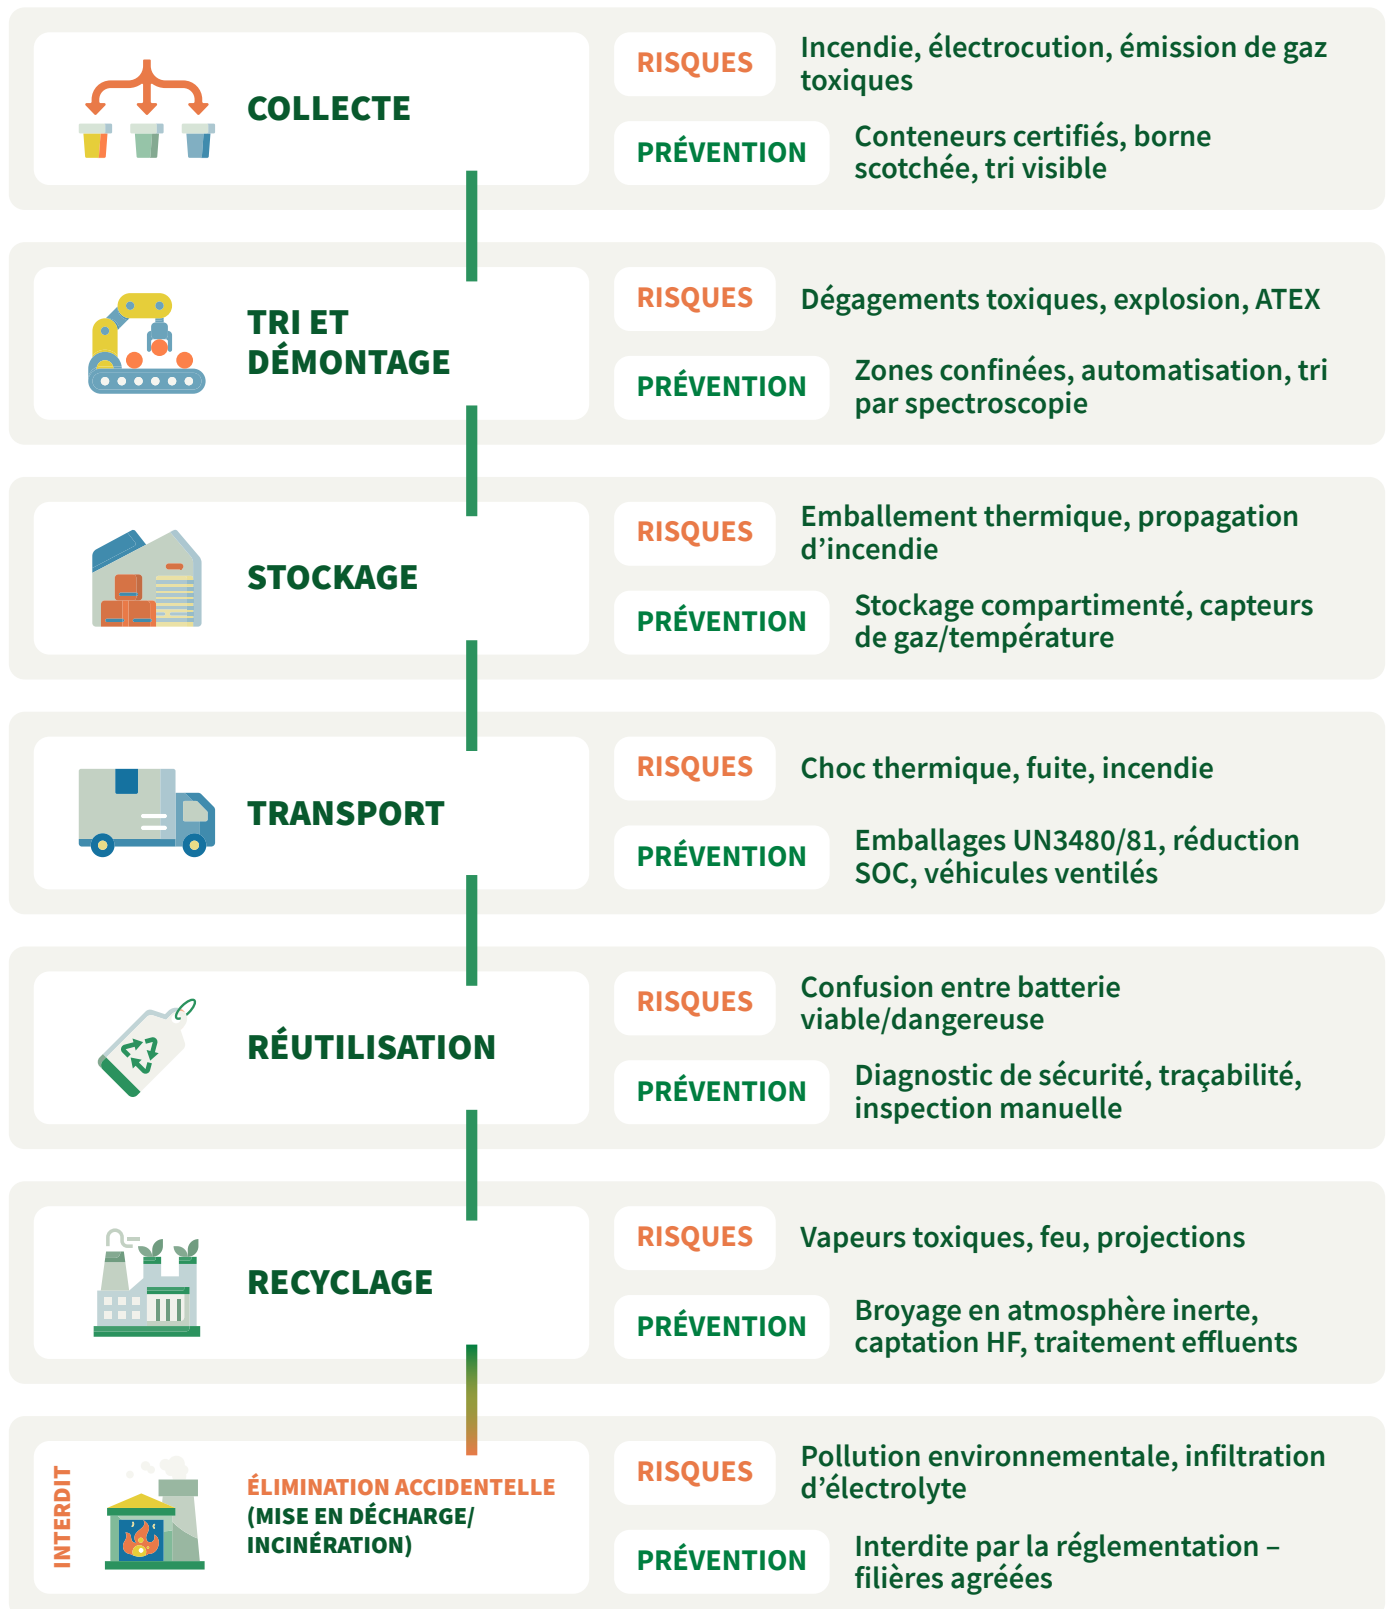 COLLECTE
RISQUES
Incendie, électrocution, émission de gaz
toxiques
PRÉVENTION
Conteneurs certifiés, borne
scotchée, tri visible
TRI ET
DÉMONTAGE
RISQUES
Dégagements toxiques, explosion, ATEX
PRÉVENTION
Zones confinées, automatisation, tri
par spectroscopie
STOCKAGE
RISQUES
Emballement thermique, propagation
d’incendie
PRÉVENTION
Stockage compartimenté, capteurs
de gaz/température
TRANSPORT
RISQUES
Choc thermique, fuite, incendie
PRÉVENTION
Emballages UN3480/81, réduction
SOC, véhicules ventilés
RÉUTILISATION
RISQUES
Confusion entre batterie
viable/dangereuse
PRÉVENTION
Diagnostic de sécurité, traçabilité,
inspection manuelle
RECYCLAGE
RISQUES
Vapeurs toxiques, feu, projections
PRÉVENTION
Broyage en atmosphère inerte,
captation HF, traitement effluents
INTERDIT
ÉLIMINATION ACCIDENTELLE
(MISE EN DÉCHARGE/
INCINÉRATION)
RISQUES
Pollution environnementale, infiltration
d’électrolyte
PRÉVENTION
Interdite par la réglementation –
filières agréées